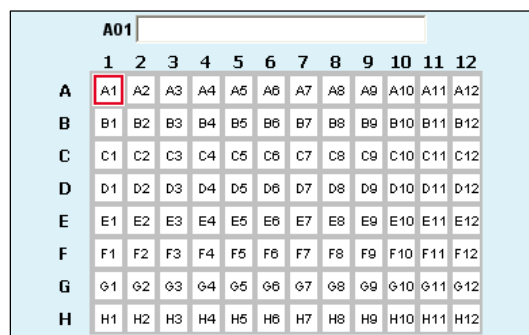 A01
1 2 3 4 5 6 7 8 9 10 11 12
A A1 A2 A3 A4 A5 A6 A7 A8 A9 A10 A11 A12
B B1 B2 B3 B4 B5 B6 B7 B8 B9 B10 B11 B12
C C1 C2 C3 C4 C5 C6 C7 C8 C9 C10 C11 C12
D D1 D2 D3 D4 D5 D6 D7 D8 D9 D10 D11 D12
E E1 E2 E3 E4 E5 E6 E7 E8 E9 E10 E11 E12
F F1 F2 F3 F4 F5 F6 F7 F8 F9 F10 F11 F12
G G1 G2 G3 G4 G5 G6 G7 G8 G9 G10 G11 G12
H H1 H2 H3 H4 H5 H6 H7 H8 H9 H10 H11 H12